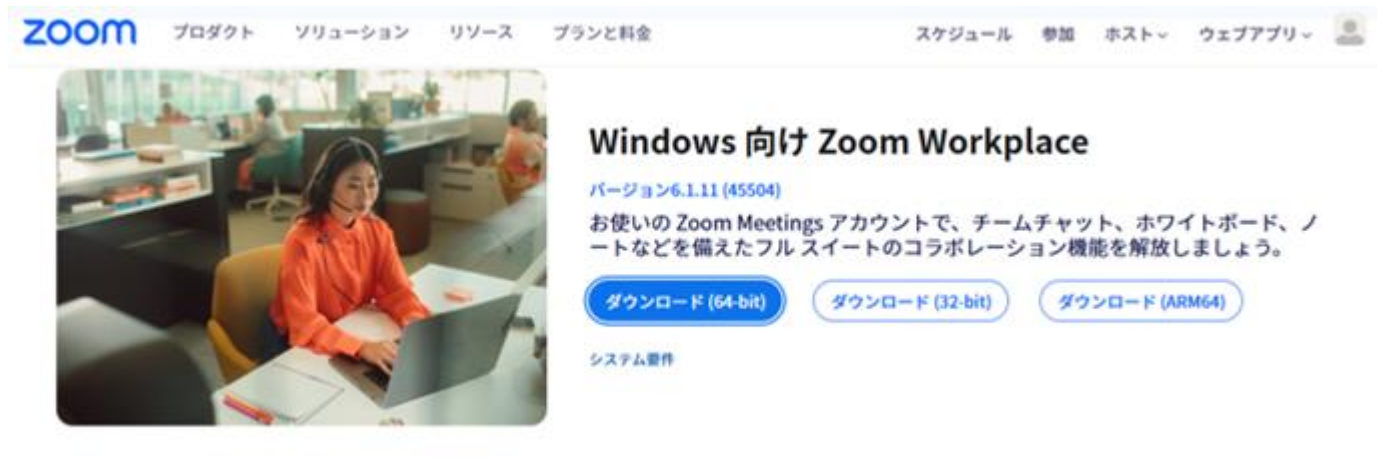 zoom プロダクト ソリューション リソース プランと料金 スケジュール 参加 ホスト ウェブアプリ
Windows 向け Zoom Workplace
バージョン6.1.11 (45504)
お使いの Zoom Meetings アカウントで、チームチャット、ホワイトボード、ノ
ートなどを備えたフル スイートのコラボレーション機能を解放しましょう。
ダウンロード (64-bit) ダウンロード (32-bit) ダウンロード (ARM64)
システム要件